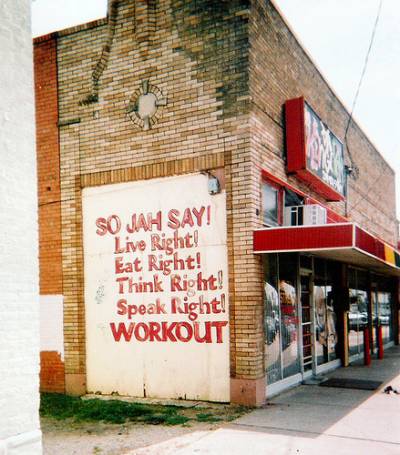 SO JAH SAY!
Live Right!
Eat Right!
Think Right!
Speak Right!
WORKOUT